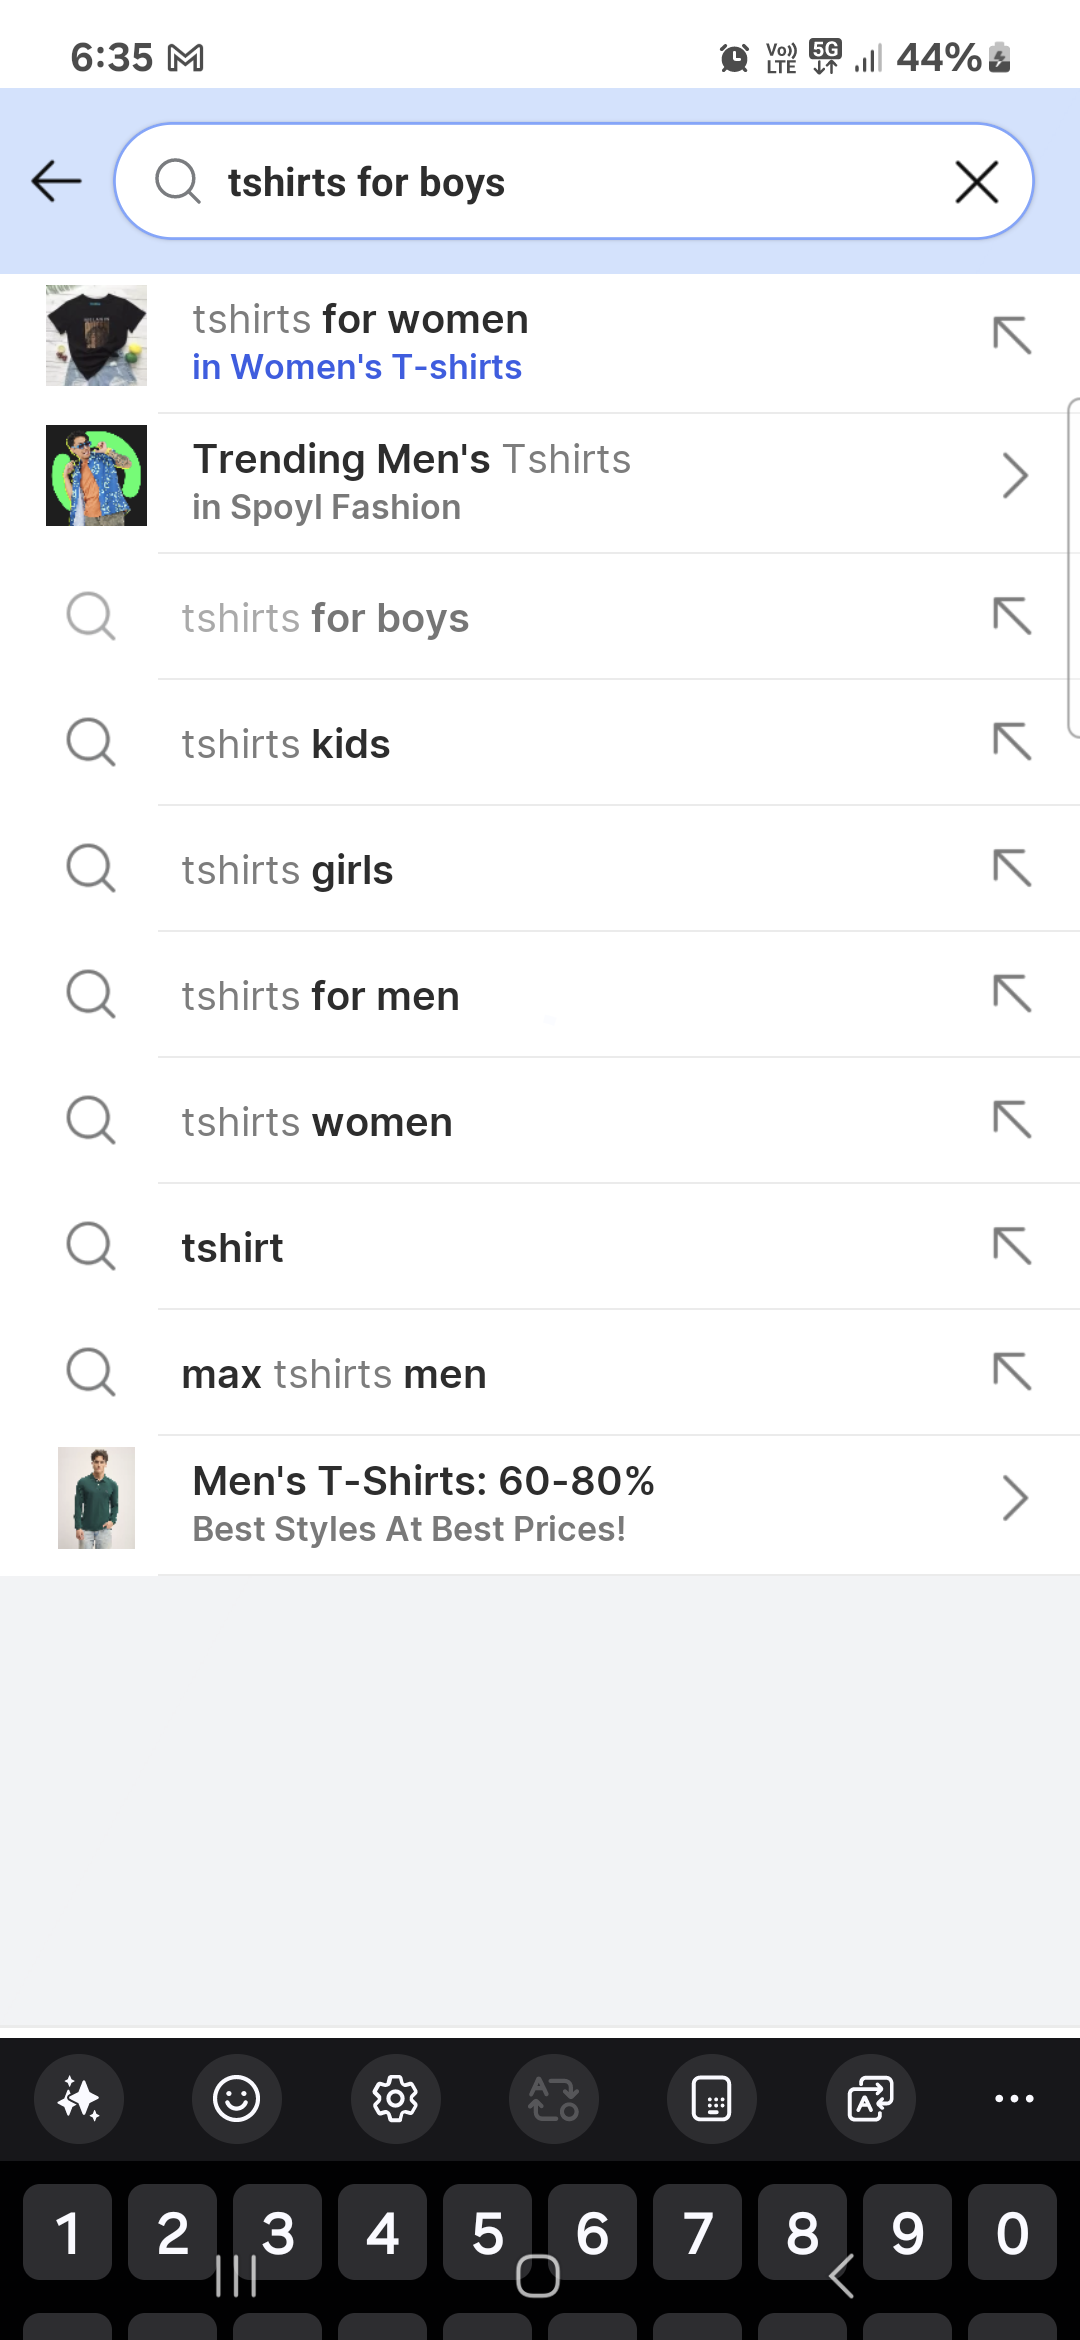 6:35 Vo)) LTE 5G 44%
tshirts for boys
tshirts for women
in Women's T-shirts
Trending Men's Tshirts
in Spoyl Fashion
tshirts for boys
tshirts kids
tshirts girls
tshirts for men
tshirts women
tshirt
max tshirts men
Men's T-Shirts: 60-80%
Best Styles At Best Prices!
1 2 3 4 5 6 7 8 9 0